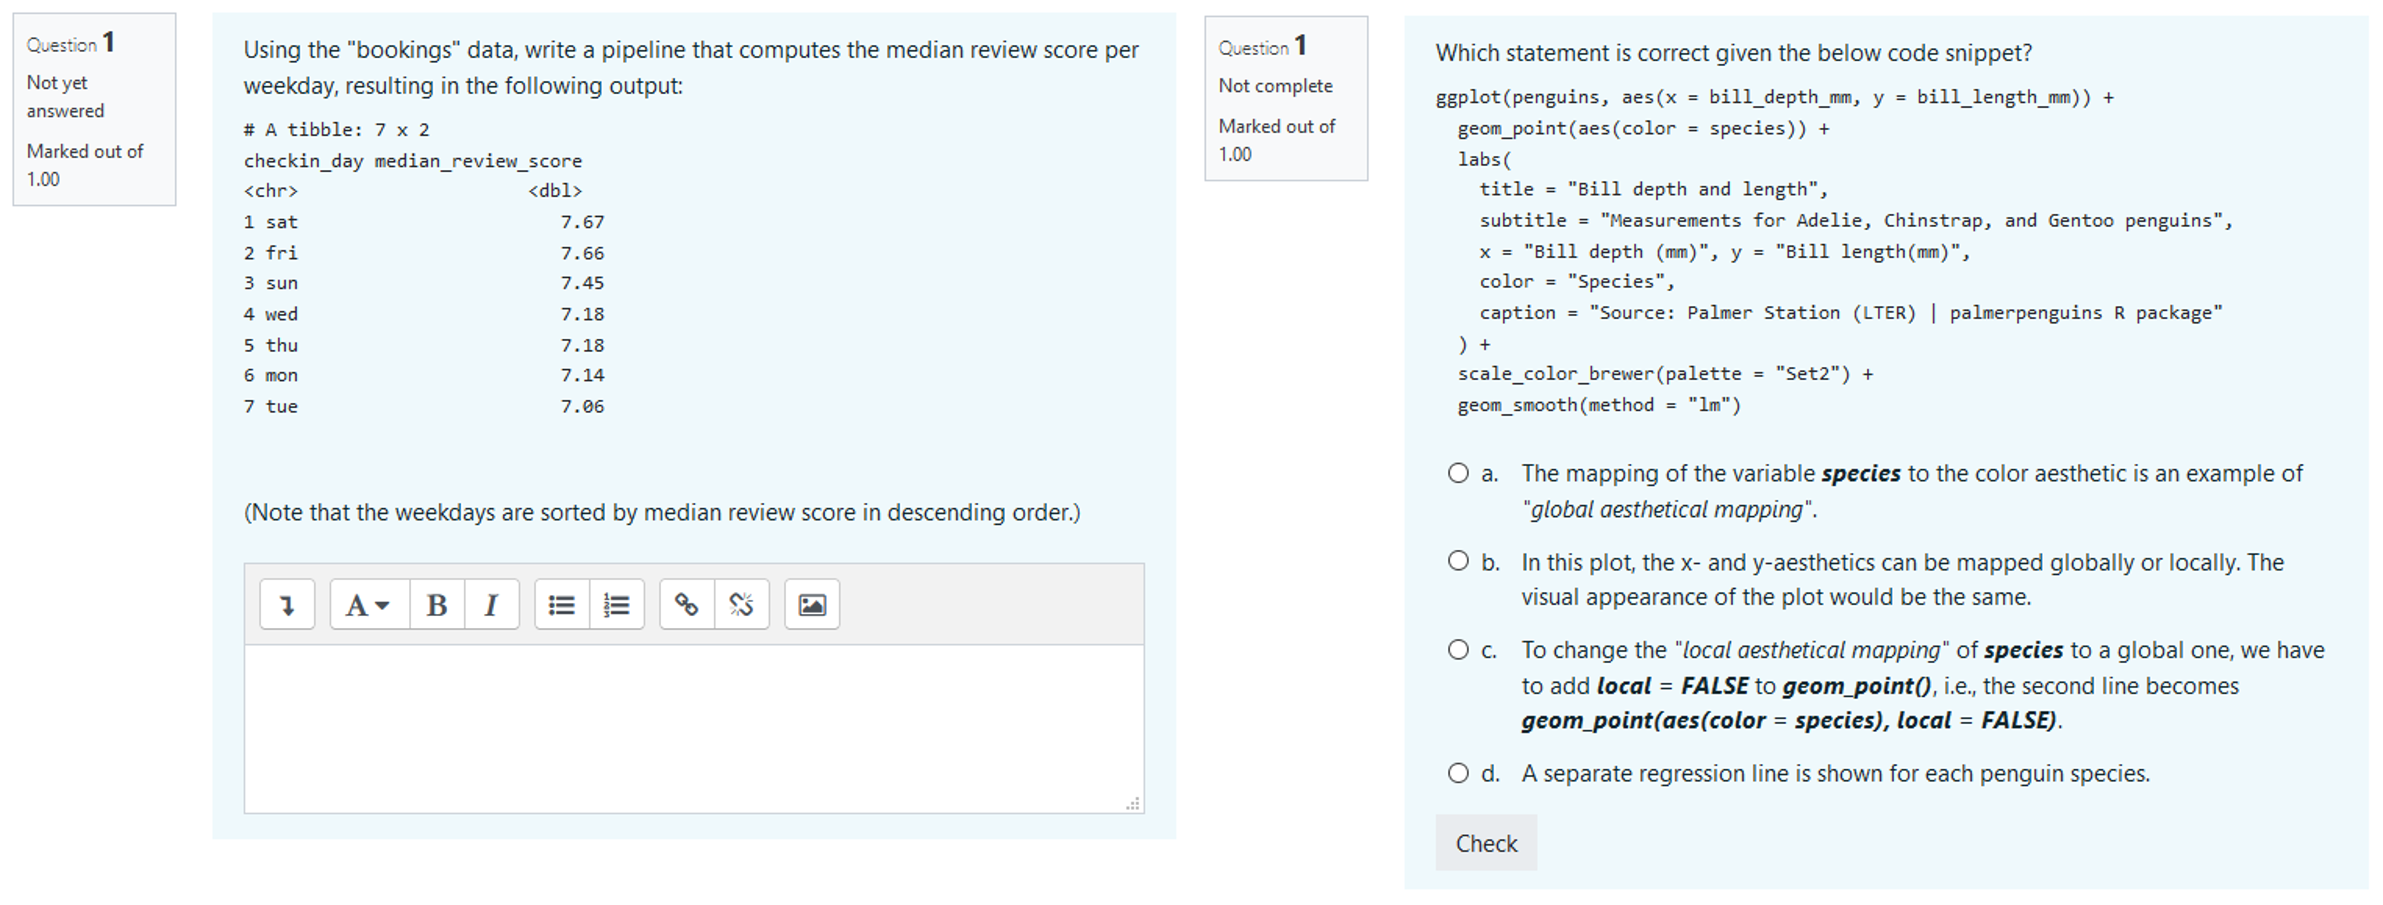 Question 1
Not yet
answered
Marked out of
1.00
Using the "bookings" data, write a pipeline that computes the median review score per
weekday, resulting in the following output:
# A tibble: 7 x 2
checkin_day median_review_score
<chr> <dbl>
1 sat 7.67
2 fri 7.66
3 sun 7.45
4 wed 7.18
5 thu 7.18
6 mon 7.14
7 tue 7.06
(Note that the weekdays are sorted by median review score in descending order.)
A B I
Question 1
Not complete
Marked out of
1.00
Which statement is correct given the below code snippet?
ggplot(penguins, aes(x = bill_depth_mm, y = bill_length_mm)) +
geom_point(aes(color = species)) +
labs(
title = "Bill depth and length",
subtitle = "Measurements for Adelie, Chinstrap, and Gentoo penguins",
x = "Bill depth (mm)", y = "Bill length(mm)",
color = "Species",
caption = "Source: Palmer Station (LTER) | palmerpenguins R package"
) +
scale_color_brewer(palette = "Set2") +
geom_smooth(method = "lm")
a. The mapping of the variable species to the color aesthetic is an example of
"global aesthetical mapping".
b. In this plot, the x- and y-aesthetics can be mapped globally or locally. The
visual appearance of the plot would be the same.
c. To change the "local aesthetical mapping" of species to a global one, we have
to add local = FALSE to geom_point(), i.e., the second line becomes
geom_point(aes(color = species), local = FALSE).
d. A separate regression line is shown for each penguin species.
Check